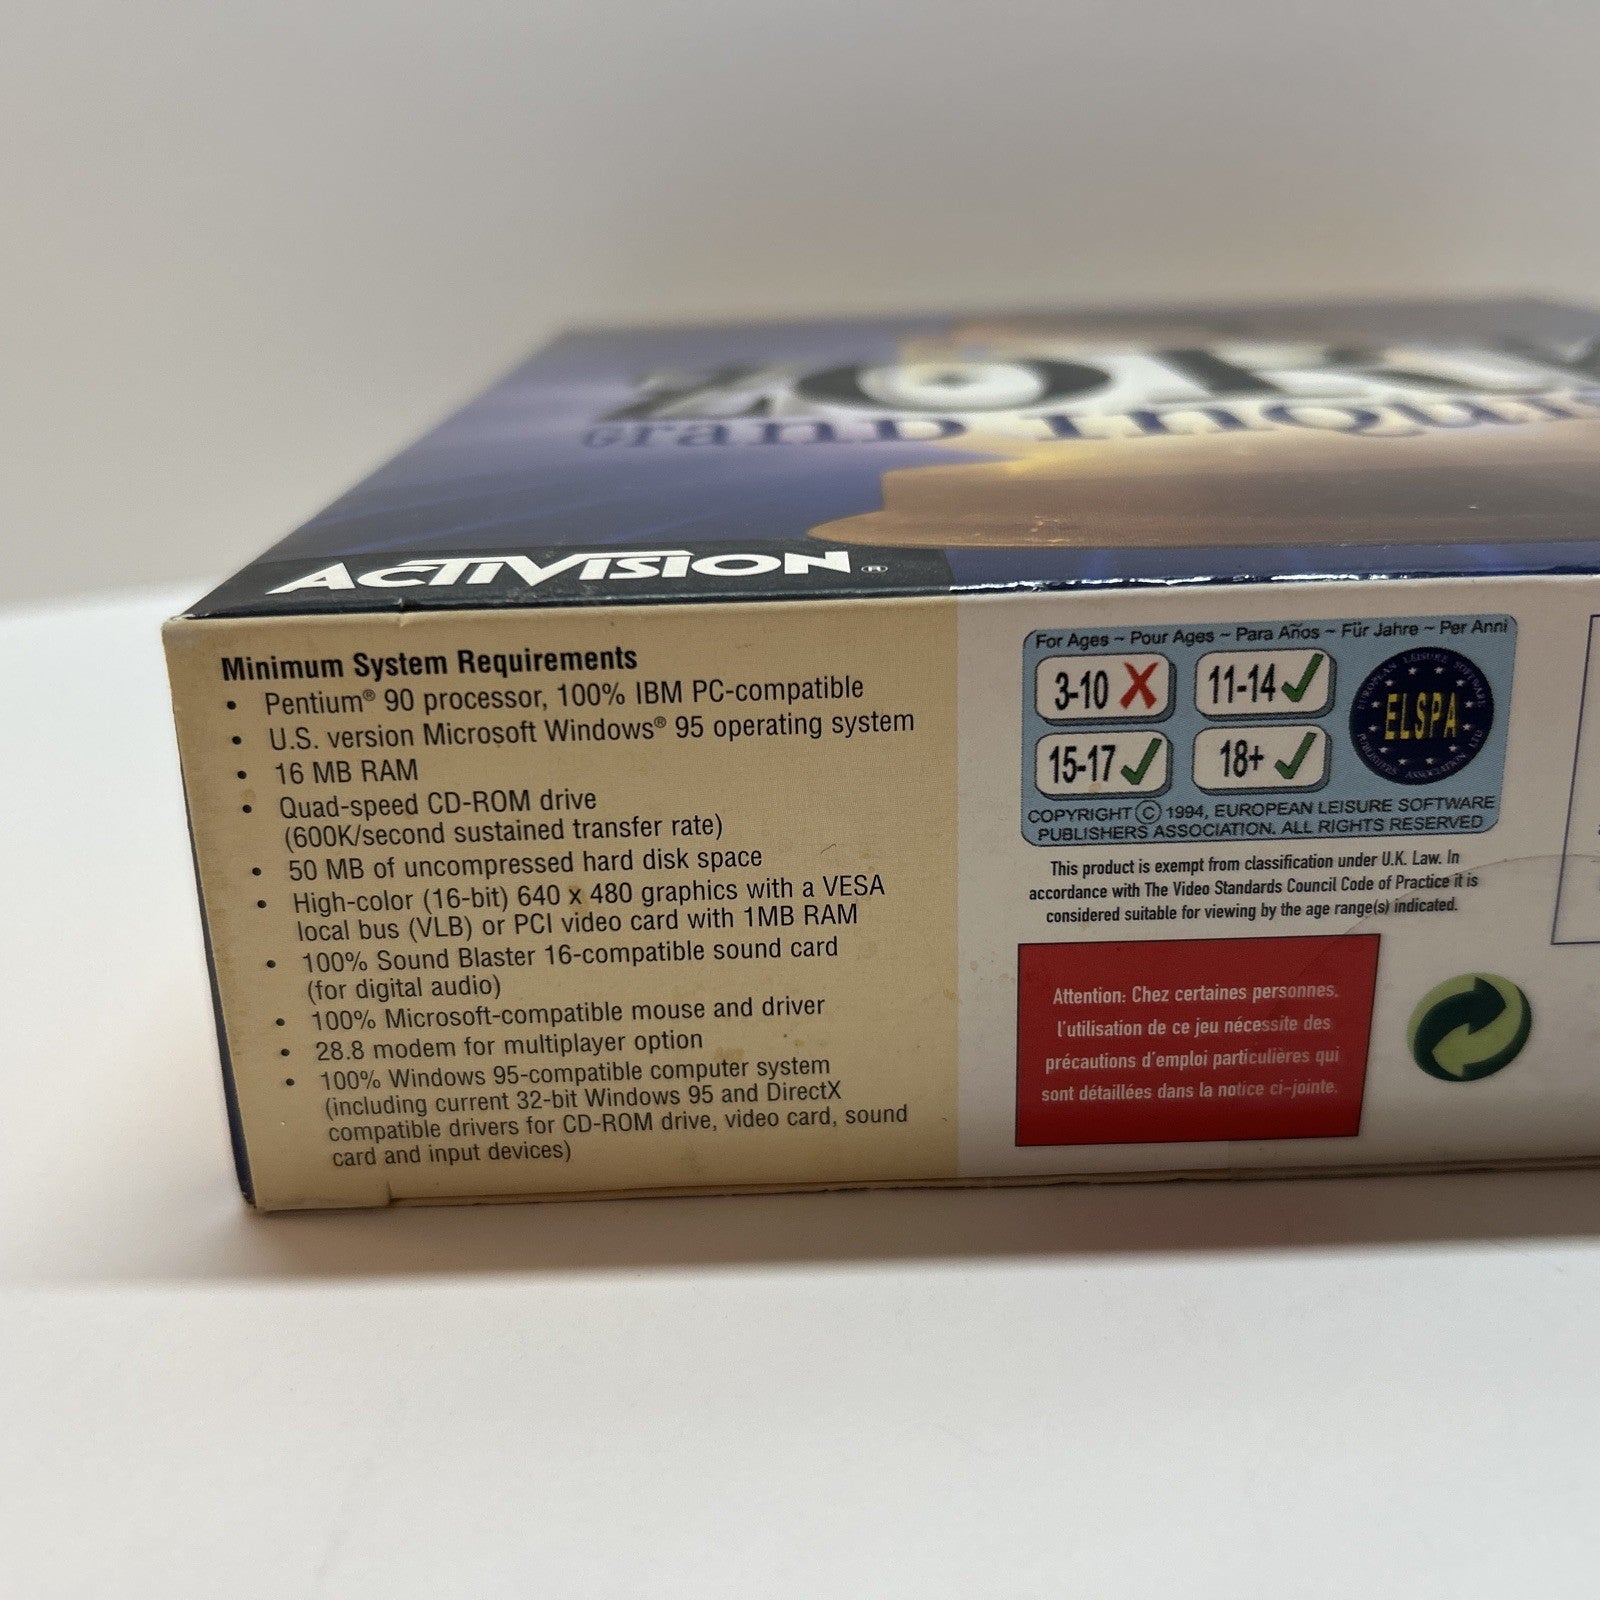 ZORK
Grand Inqui
ACTIVISION®
Minimum System Requirements
• Pentium® 90 processor, 100% IBM PC-compatible
• U.S. version Microsoft Windows® 95 operating system
• 16 MB RAM
• Quad-speed CD-ROM drive
(600K/second sustained transfer rate)
• 50 MB of uncompressed hard disk space
• High-color (16-bit) 640 x 480 graphics with a VESA
local bus (VLB) or PCI video card with 1MB RAM
• 100% Sound Blaster 16-compatible sound card
(for digital audio)
• 100% Microsoft-compatible mouse and driver
• 28.8 modem for multiplayer option
• 100% Windows 95-compatible computer system
(including current 32-bit Windows 95 and DirectX
compatible drivers for CD-ROM drive, video card, sound
card and input devices)
For Ages ~ Pour Ages ~ Para Años ~ Für Jahre ~ Per Anni
3-10 11-14
15-17 18+
EUROPEAN LEISURE SOFTWARE
ELSPA
PUBLISHERS ASSOCIATION LTD
COPYRIGHT © 1994, EUROPEAN LEISURE SOFTWARE
PUBLISHERS ASSOCIATION. ALL RIGHTS RESERVED
This product is exempt from classification under U.K. Law. In
accordance with The Video Standards Council Code of Practice it is
considered suitable for viewing by the age range(s) indicated.
Attention: Chez certaines personnes.
l'utilisation de ce jeu nécessite des
précautions d'emploi particulières qui
sont détaillées dans la notice ci-jointe.